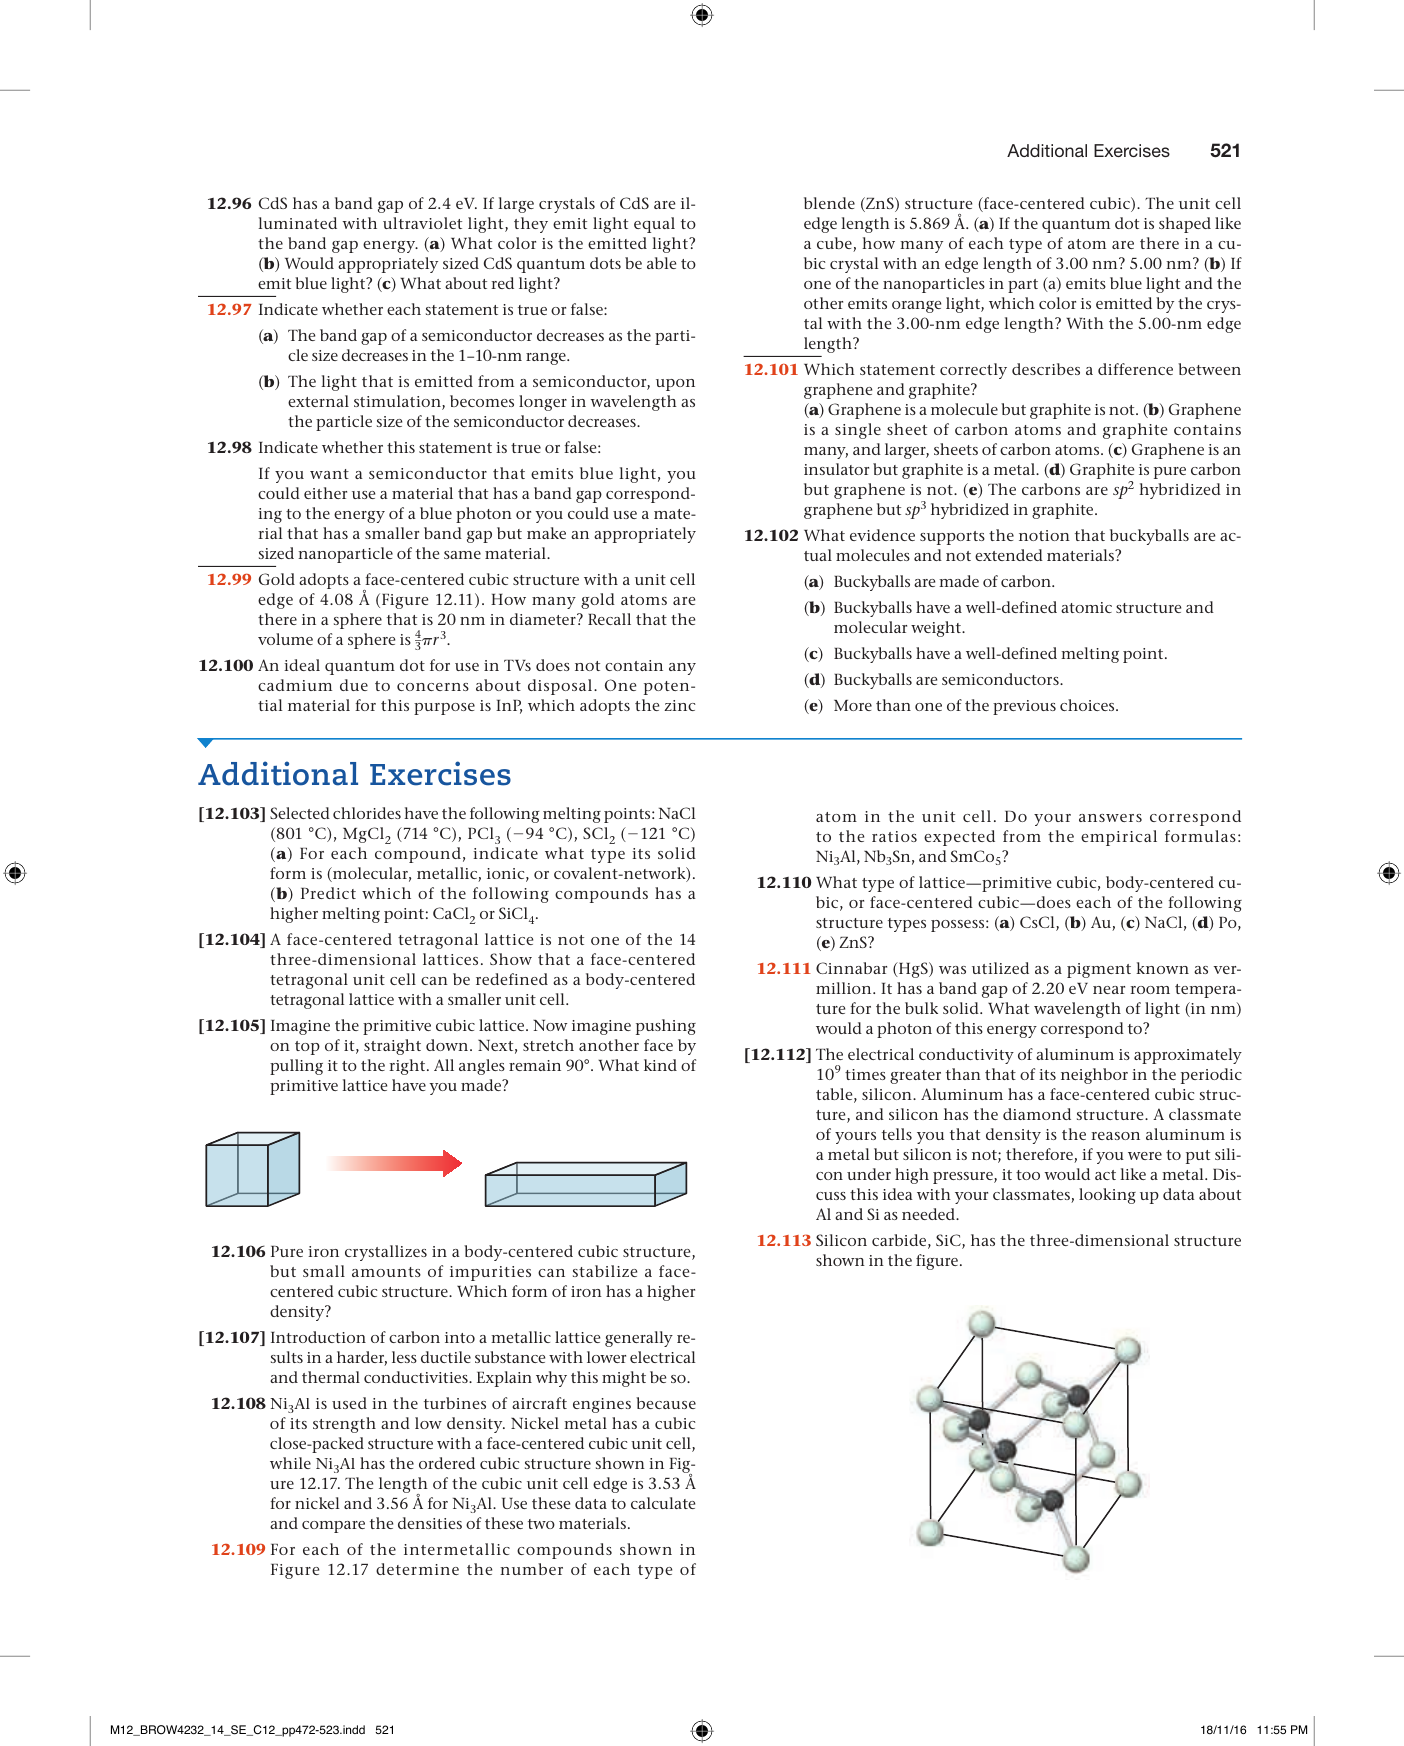 Additional Exercises 521
12.96 CdS has a band gap of 2.4 eV. If large crystals of CdS are il-
luminated with ultraviolet light, they emit light equal to
the band gap energy. (a) What color is the emitted light?
(b) Would appropriately sized CdS quantum dots be able to
emit blue light? (c) What about red light?
12.97 Indicate whether each statement is true or false:
(a) The band gap of a semiconductor decreases as the parti-
cle size decreases in the 1–10-nm range.
(b) The light that is emitted from a semiconductor, upon
external stimulation, becomes longer in wavelength as
the particle size of the semiconductor decreases.
12.98 Indicate whether this statement is true or false:
If you want a semiconductor that emits blue light, you
could either use a material that has a band gap correspond-
ing to the energy of a blue photon or you could use a mate-
rial that has a smaller band gap but make an appropriately
sized nanoparticle of the same material.
12.99 Gold adopts a face-centered cubic structure with a unit cell
edge of 4.08 Å (Figure 12.11). How many gold atoms are
there in a sphere that is 20 nm in diameter? Recall that the
volume of a sphere is 4/3 πr³.
12.100 An ideal quantum dot for use in TVs does not contain any
cadmium due to concerns about disposal. One poten-
tial material for this purpose is InP, which adopts the zinc
blende (ZnS) structure (face-centered cubic). The unit cell
edge length is 5.869 Å. (a) If the quantum dot is shaped like
a cube, how many of each type of atom are there in a cu-
bic crystal with an edge length of 3.00 nm? 5.00 nm? (b) If
one of the nanoparticles in part (a) emits blue light and the
other emits orange light, which color is emitted by the crys-
tal with the 3.00-nm edge length? With the 5.00-nm edge
length?
12.101 Which statement correctly describes a difference between
graphene and graphite?
(a) Graphene is a molecule but graphite is not. (b) Graphene
is a single sheet of carbon atoms and graphite contains
many, and larger, sheets of carbon atoms. (c) Graphene is an
insulator but graphite is a metal. (d) Graphite is pure carbon
but graphene is not. (e) The carbons are sp² hybridized in
graphene but sp³ hybridized in graphite.
12.102 What evidence supports the notion that buckyballs are ac-
tual molecules and not extended materials?
(a) Buckyballs are made of carbon.
(b) Buckyballs have a well-defined atomic structure and
molecular weight.
(c) Buckyballs have a well-defined melting point.
(d) Buckyballs are semiconductors.
(e) More than one of the previous choices.
Additional Exercises
[12.103] Selected chlorides have the following melting points: NaCl
(801 °C), MgCl₂ (714 °C), PCl₃ (−94 °C), SCl₂ (−121 °C)
(a) For each compound, indicate what type its solid
form is (molecular, metallic, ionic, or covalent-network).
(b) Predict which of the following compounds has a
higher melting point: CaCl₂ or SiCl₄.
[12.104] A face-centered tetragonal lattice is not one of the 14
three-dimensional lattices. Show that a face-centered
tetragonal unit cell can be redefined as a body-centered
tetragonal lattice with a smaller unit cell.
[12.105] Imagine the primitive cubic lattice. Now imagine pushing
on top of it, straight down. Next, stretch another face by
pulling it to the right. All angles remain 90°. What kind of
primitive lattice have you made?
12.106 Pure iron crystallizes in a body-centered cubic structure,
but small amounts of impurities can stabilize a face-
centered cubic structure. Which form of iron has a higher
density?
[12.107] Introduction of carbon into a metallic lattice generally re-
sults in a harder, less ductile substance with lower electrical
and thermal conductivities. Explain why this might be so.
12.108 Ni₃Al is used in the turbines of aircraft engines because
of its strength and low density. Nickel metal has a cubic
close-packed structure with a face-centered cubic unit cell,
while Ni₃Al has the ordered cubic structure shown in Fig-
ure 12.17. The length of the cubic unit cell edge is 3.53 Å
for nickel and 3.56 Å for Ni₃Al. Use these data to calculate
and compare the densities of these two materials.
12.109 For each of the intermetallic compounds shown in
Figure 12.17 determine the number of each type of
atom in the unit cell. Do your answers correspond
to the ratios expected from the empirical formulas:
Ni₃Al, Nb₃Sn, and SmCo₅?
12.110 What type of lattice—primitive cubic, body-centered cu-
bic, or face-centered cubic—does each of the following
structure types possess: (a) CsCl, (b) Au, (c) NaCl, (d) Po,
(e) ZnS?
12.111 Cinnabar (HgS) was utilized as a pigment known as ver-
million. It has a band gap of 2.20 eV near room tempera-
ture for the bulk solid. What wavelength of light (in nm)
would a photon of this energy correspond to?
[12.112] The electrical conductivity of aluminum is approximately
10⁹ times greater than that of its neighbor in the periodic
table, silicon. Aluminum has a face-centered cubic struc-
ture, and silicon has the diamond structure. A classmate
of yours tells you that density is the reason aluminum is
a metal but silicon is not; therefore, if you were to put sili-
con under high pressure, it too would act like a metal. Dis-
cuss this idea with your classmates, looking up data about
Al and Si as needed.
12.113 Silicon carbide, SiC, has the three-dimensional structure
shown in the figure.
M12_BROW4232_14_SE_C12_pp472-523.indd 521
18/11/16 11:55 PM